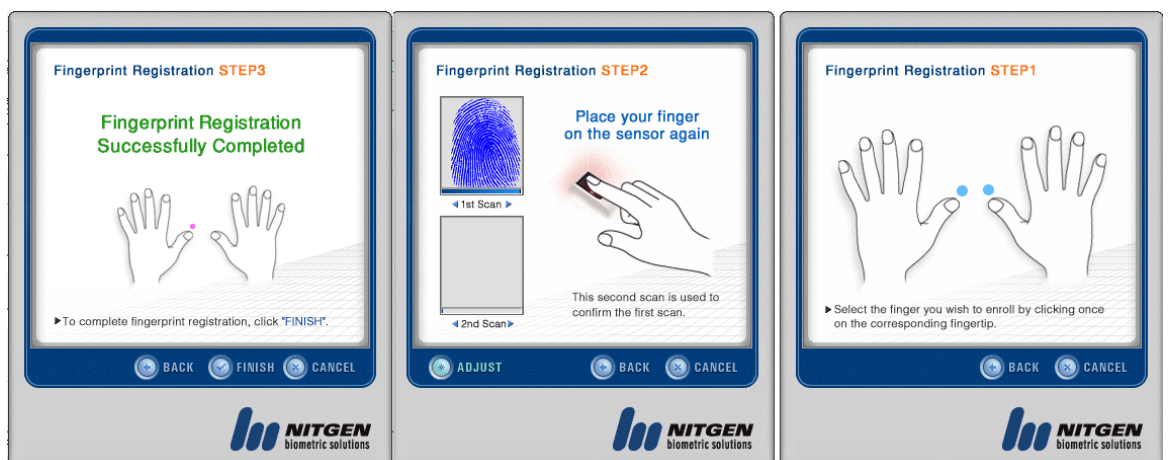 Fingerprint Registration STEP3
Fingerprint Registration
Successfully Completed
▶To complete fingerprint registration, click "FINISH".
BACK FINISH CANCEL
NITGEN
biometric solutions
Fingerprint Registration STEP2
Place your finger
on the sensor again
◀ 1st Scan ▶
◀ 2nd Scan ▶
This second scan is used to
confirm the first scan.
ADJUST BACK CANCEL
NITGEN
biometric solutions
Fingerprint Registration STEP1
▶ Select the finger you wish to enroll by clicking once
on the corresponding fingertip.
BACK CANCEL
NITGEN
biometric solutions